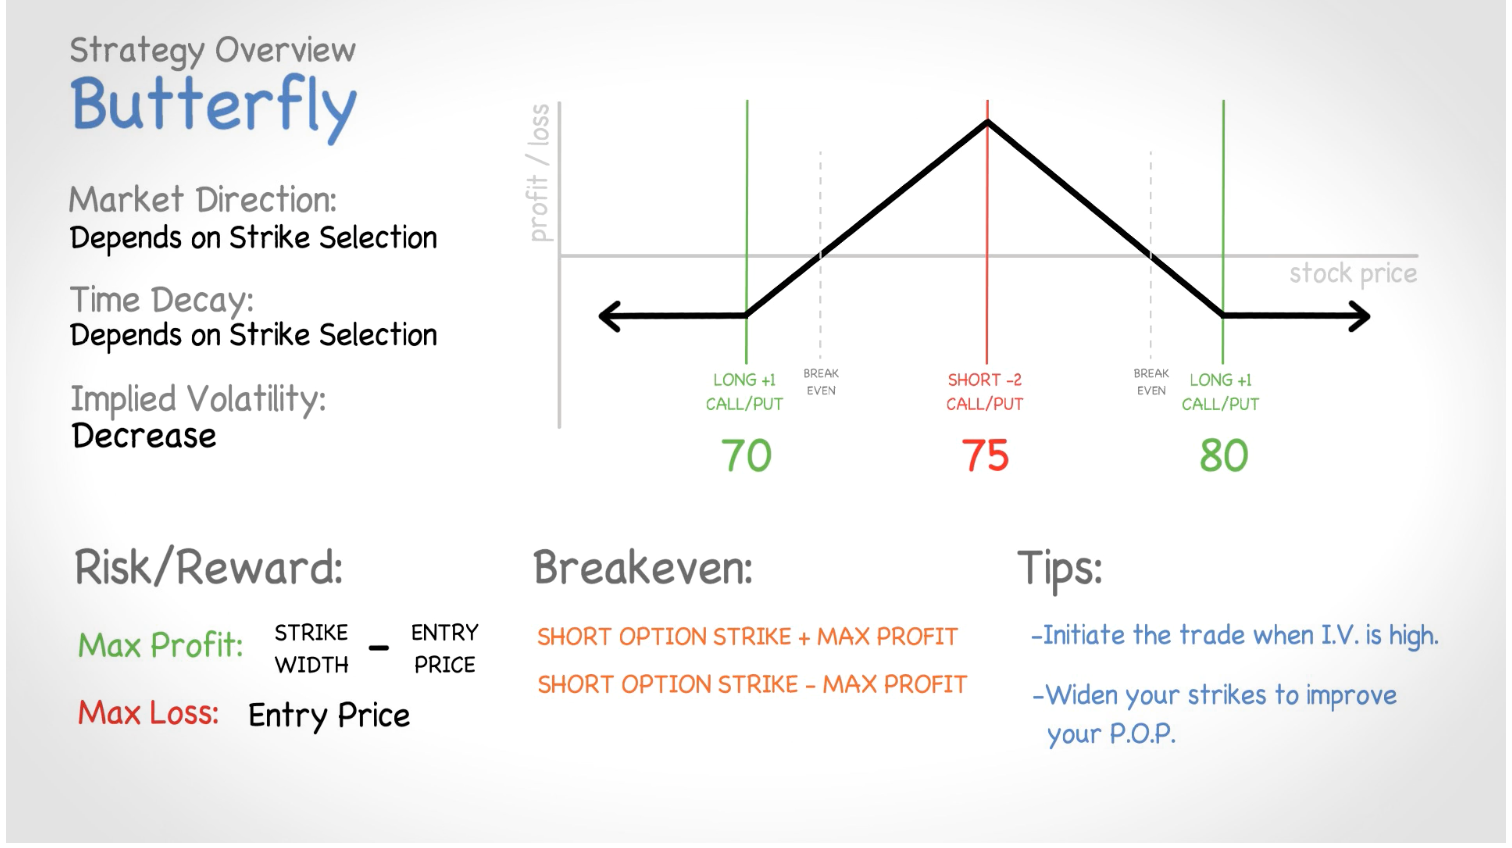 Strategy Overview
Butterfly
Market Direction:
Depends on Strike Selection
Time Decay:
Depends on Strike Selection
Implied Volatility:
Decrease
profit / loss
stock price
LONG +1
CALL/PUT
70
BREAK
EVEN
SHORT -2
CALL/PUT
75
BREAK
EVEN
LONG +1
CALL/PUT
80
Risk/Reward:
Max Profit: STRIKE WIDTH - ENTRY PRICE
Max Loss: Entry Price
Breakeven:
SHORT OPTION STRIKE + MAX PROFIT
SHORT OPTION STRIKE - MAX PROFIT
Tips:
-Initiate the trade when I.V. is high.
-Widen your strikes to improve
your P.O.P.